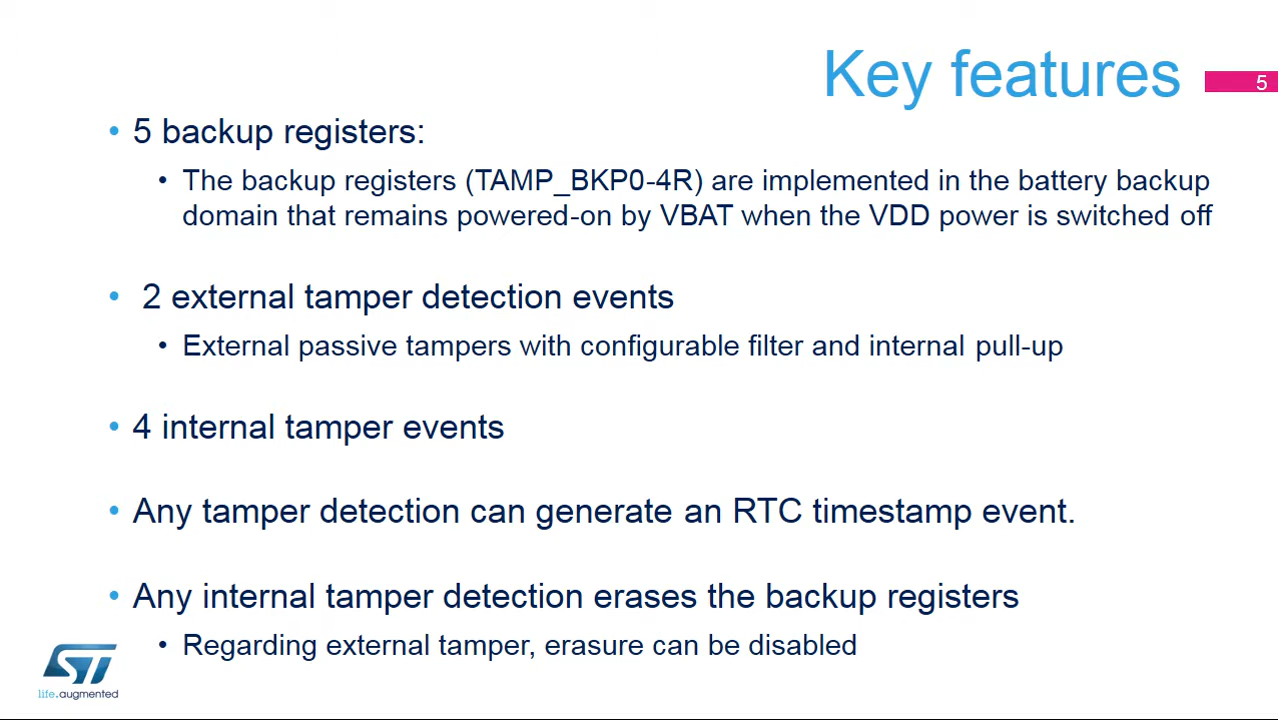 Key features
5
• 5 backup registers:
• The backup registers (TAMP_BKP0-4R) are implemented in the battery backup
domain that remains powered-on by VBAT when the VDD power is switched off
• 2 external tamper detection events
• External passive tampers with configurable filter and internal pull-up
• 4 internal tamper events
• Any tamper detection can generate an RTC timestamp event.
• Any internal tamper detection erases the backup registers
• Regarding external tamper, erasure can be disabled
ST
life.augmented